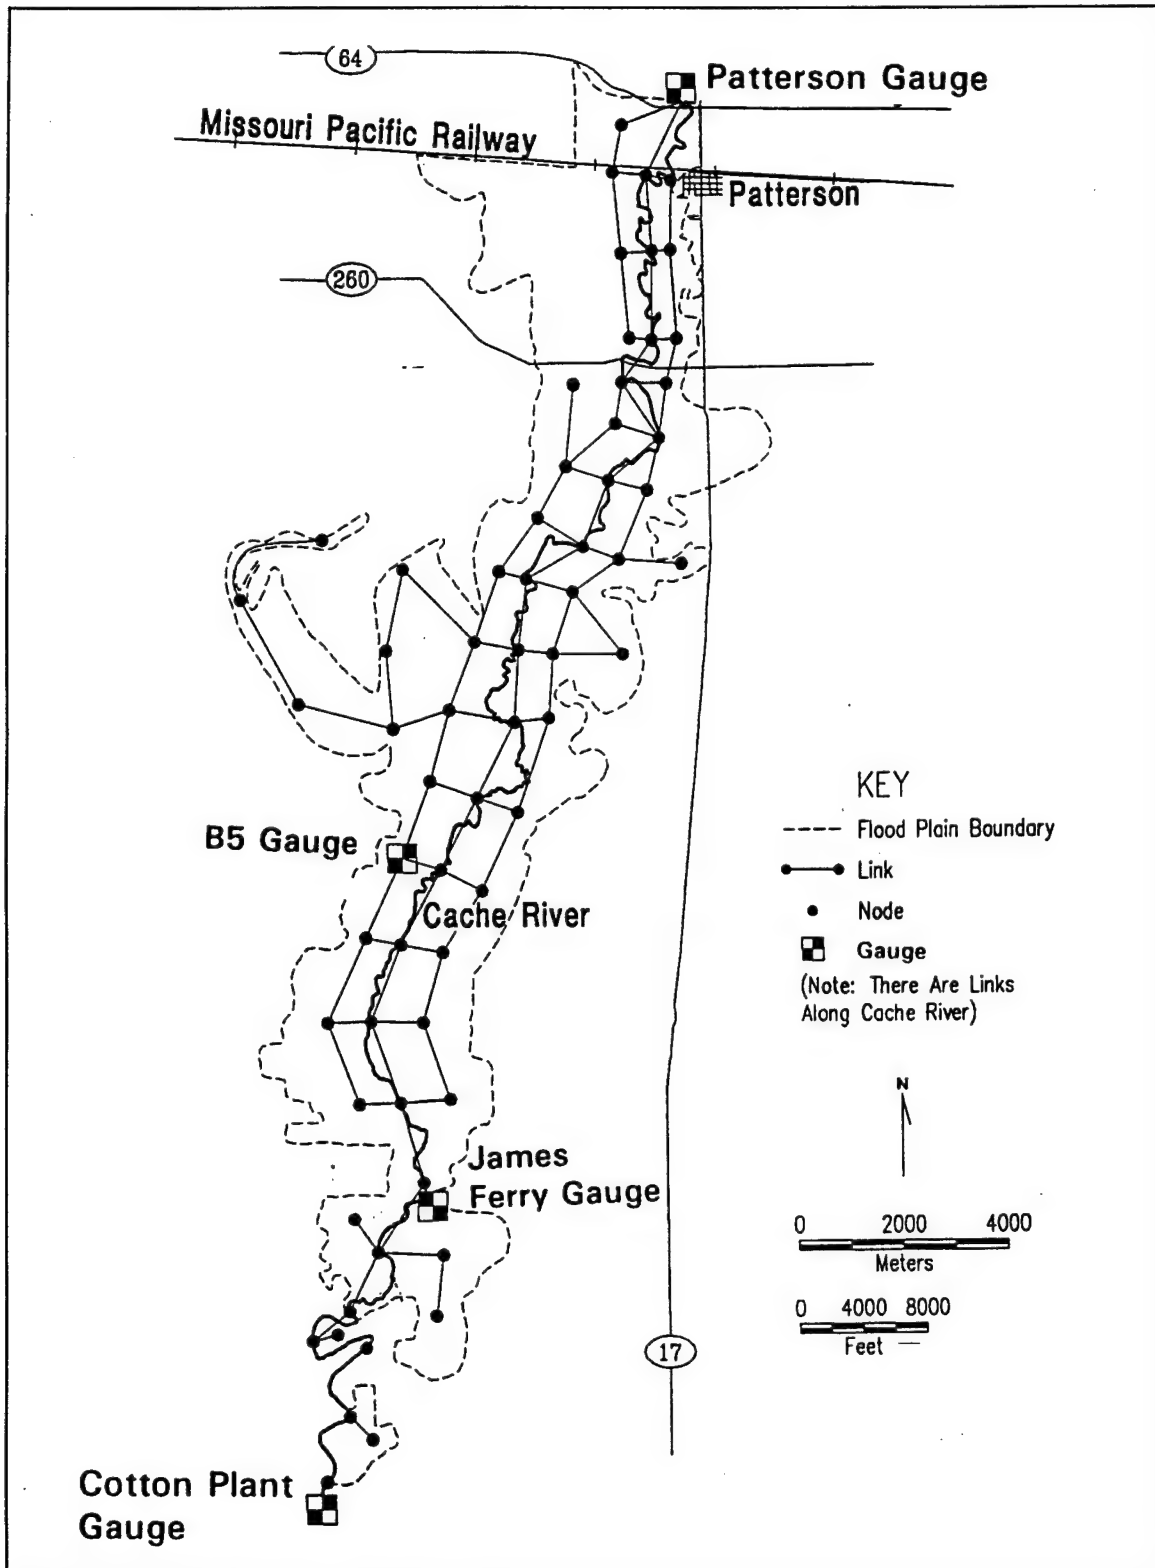 64
Patterson Gauge
Missouri Pacific Railway
Patterson
260
KEY
Flood Plain Boundary
Link
B5 Gauge
Cache River
Node
Gauge
(Note: There Are Links
Along Cache River)
N
James
Ferry Gauge
0 2000 4000
Meters
0 4000 8000
Feet
17
Cotton Plant
Gauge